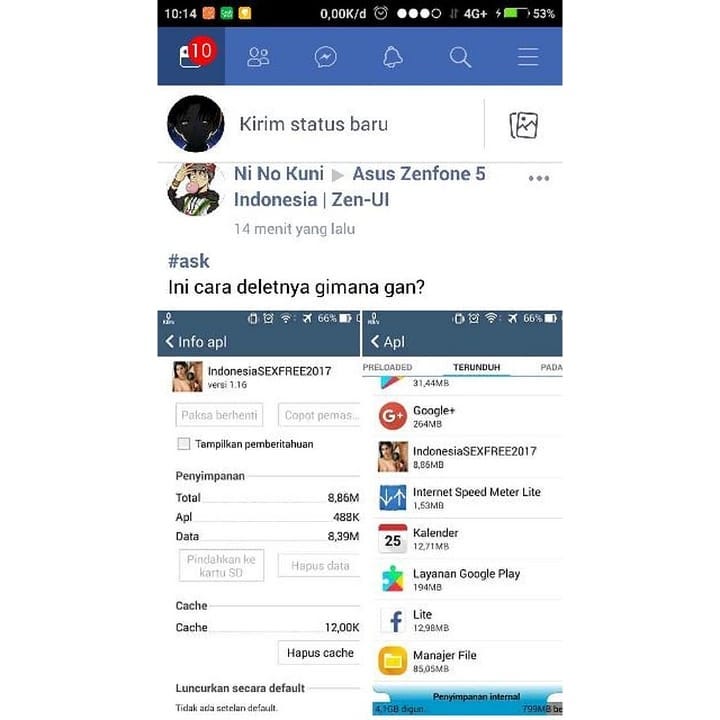 10:14 0,00K/d 4G+ 53%
10
Kirim status baru
Ni No Kuni ▶ Asus Zenfone 5
Indonesia | Zen-UI
14 menit yang lalu
#ask
Ini cara deletnya gimana gan?
0
KB/s
66%
Info apl
IndonesiaSEXFREE2017
versi 1.16
Paksa berhenti
Copot pemas...
Tampilkan pemberitahuan
Penyimpanan
Total 8,86M
Apl 488K
Data 8,39M
Pindahkan ke
kartu SD
Hapus data
Cache
Cache 12,00K
Hapus cache
Luncurkan secara default
Tidak ada setelan default.
0
KB/s
66%
Apl
PRELOADED TERUNDUH PADA
31,44MB
G+
Google+
264MB
IndonesiaSEXFREE2017
8,86MB
Internet Speed Meter Lite
1,53MB
25
Kalender
12,71MB
Layanan Google Play
194MB
f
Lite
12,98MB
Manajer File
85,05MB
Penyimpanan internal
4,1GB digun... 799MB be